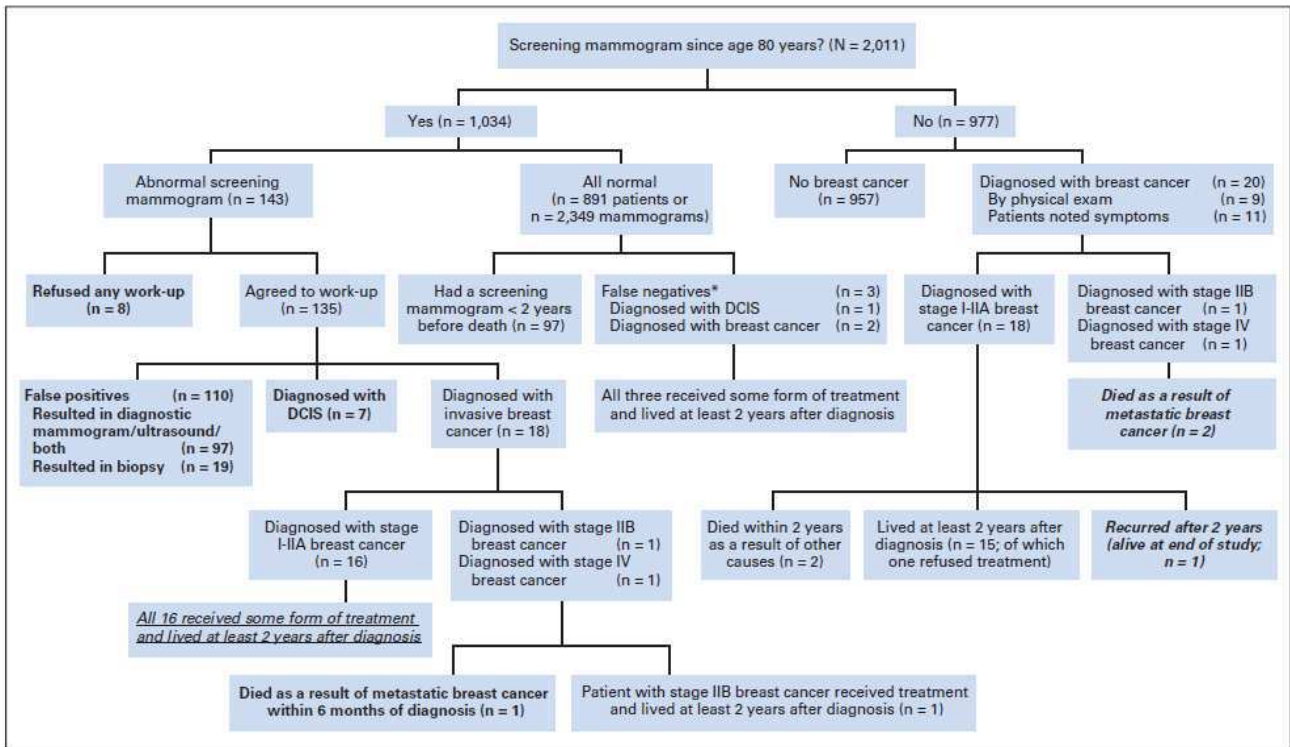 Screening mammogram since age 80 years? (N = 2,011)
Yes (n = 1,034)
No (n = 977)
Abnormal screening
mammogram (n = 143)
All normal
(n = 891 patients or
n = 2,349 mammograms)
No breast cancer
(n = 957)
Diagnosed with breast cancer (n = 20)
By physical exam (n = 9)
Patients noted symptoms (n = 11)
Refused any work-up
(n = 8)
Agreed to work-up
(n = 135)
Had a screening
mammogram < 2 years
before death (n = 97)
False negatives* (n = 3)
Diagnosed with DCIS (n = 1)
Diagnosed with breast cancer (n = 2)
Diagnosed with
stage I-IIA breast
cancer (n = 18)
Diagnosed with stage IIB
breast cancer (n = 1)
Diagnosed with stage IV
breast cancer (n = 1)
False positives (n = 110)
Resulted in diagnostic
mammogram/ultrasound/
both (n = 97)
Resulted in biopsy (n = 19)
Diagnosed with
DCIS (n = 7)
Diagnosed with
invasive breast
cancer (n = 18)
All three received some form of treatment
and lived at least 2 years after diagnosis
Died as a result of
metastatic breast
cancer (n = 2)
Diagnosed with stage
I-IIA breast cancer
(n = 16)
Diagnosed with stage IIB
breast cancer (n = 1)
Diagnosed with stage IV
breast cancer (n = 1)
Died within 2 years
as a result of other
causes (n = 2)
Lived at least 2 years after
diagnosis (n = 15; of which
one refused treatment)
Recurred after 2 years
(alive at end of study;
n = 1)
All 16 received some form of treatment
and lived at least 2 years after diagnosis
Died as a result of metastatic breast cancer
within 6 months of diagnosis (n = 1)
Patient with stage IIB breast cancer received treatment
and lived at least 2 years after diagnosis (n = 1)